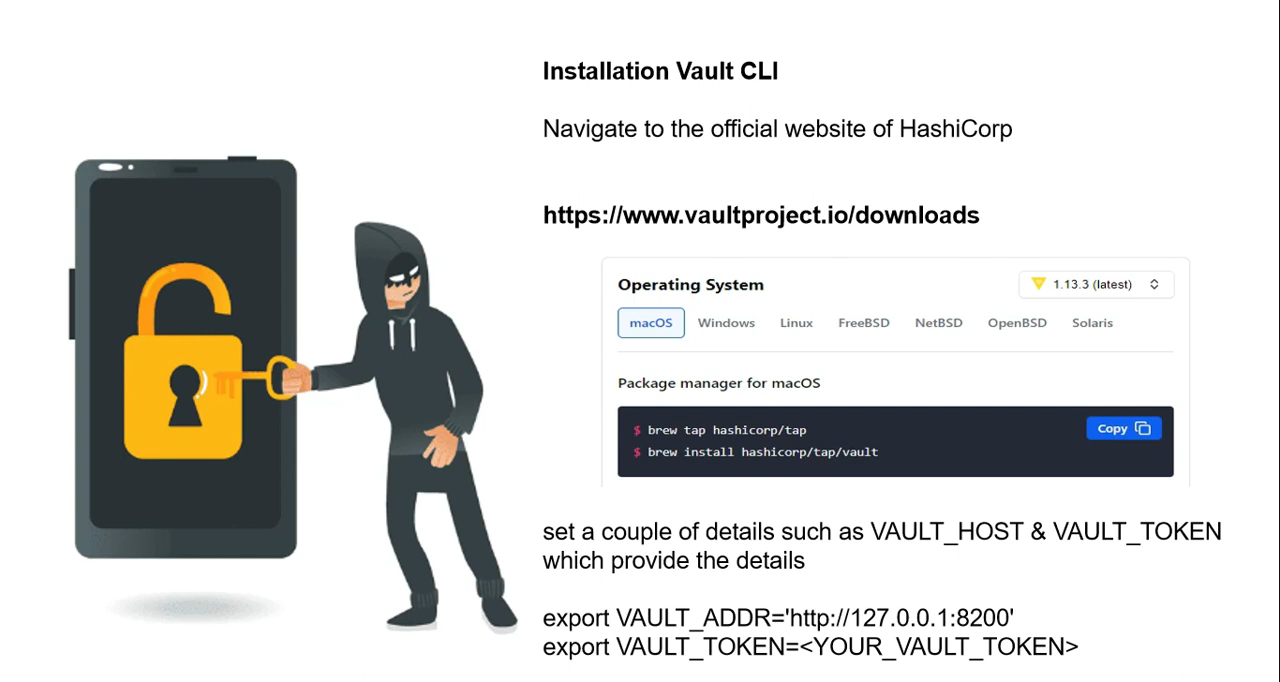 Installation Vault CLI
Navigate to the official website of HashiCorp
https://www.vaultproject.io/downloads
Operating System
1.13.3 (latest)
macOS Windows Linux FreeBSD NetBSD OpenBSD Solaris
Package manager for macOS
$ brew tap hashicorp/tap
Copy
$ brew install hashicorp/tap/vault
set a couple of details such as VAULT_HOST & VAULT_TOKEN
which provide the details
export VAULT_ADDR='http://127.0.0.1:8200'
export VAULT_TOKEN=<YOUR_VAULT_TOKEN>